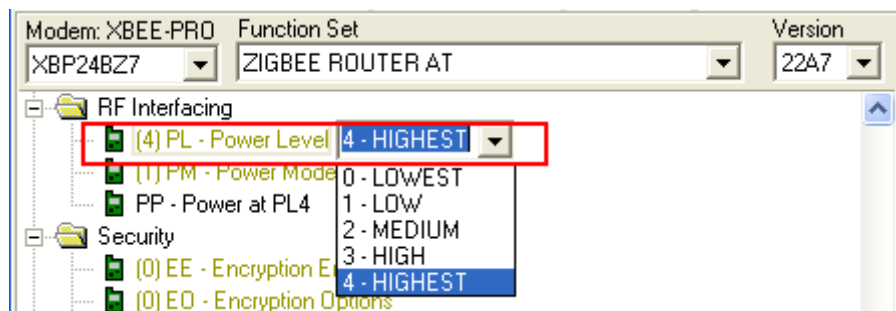 Modem: XBEE-PRO Function Set Version
XBP24BZ7 ZIGBEE ROUTER AT 22A7
RF Interfacing
(4) PL - Power Level 4 - HIGHEST
(1) PM - Power Mode
0 - LOWEST
PP - Power at PL4
1 - LOW
2 - MEDIUM
Security
3 - HIGH
(0) EE - Encryption E
4 - HIGHEST
(0) EO - Encryption Options